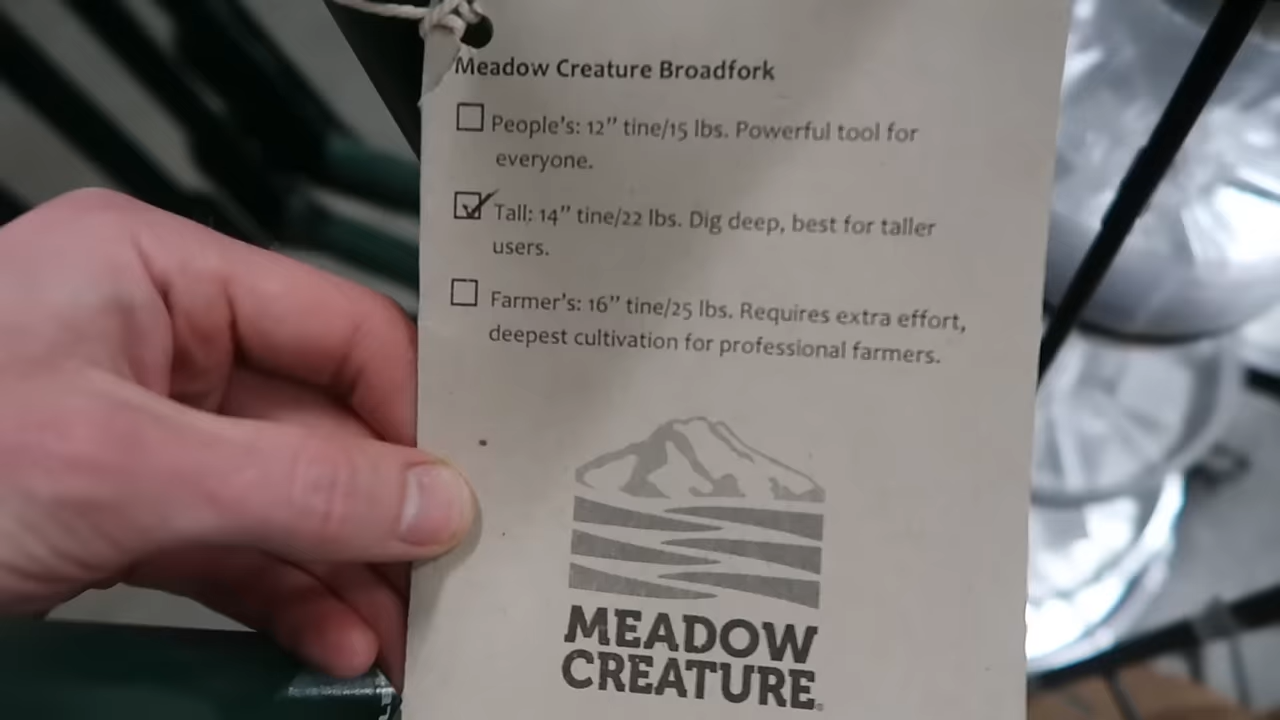 Meadow Creature Broadfork
People's: 12" tine/15 lbs. Powerful tool for
everyone.
Tall: 14" tine/22 lbs. Dig deep, best for taller
users.
Farmer's: 16" tine/25 lbs. Requires extra effort,
deepest cultivation for professional farmers.
MEADOW
CREATURE®